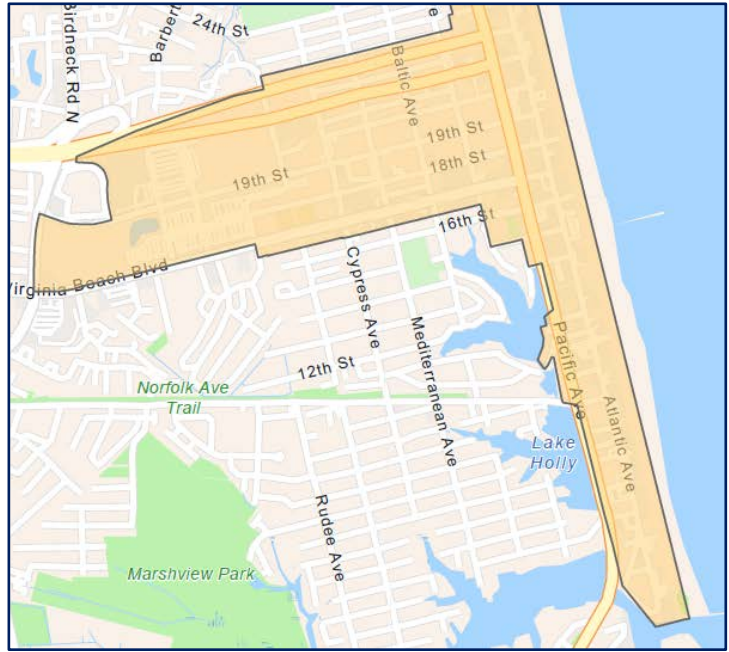 Birdneck Rd N
Barbert
24th St
e
Baltic Ave
19th St
18th St
19th St
16th St
Virginia Beach Blvd
Cypress Ave
Mediterranean Ave
Pacific Ave
12th St
Norfolk Ave
Trail
Atlantic Ave
Lake
Holly
Rudee Ave
Marshview Park